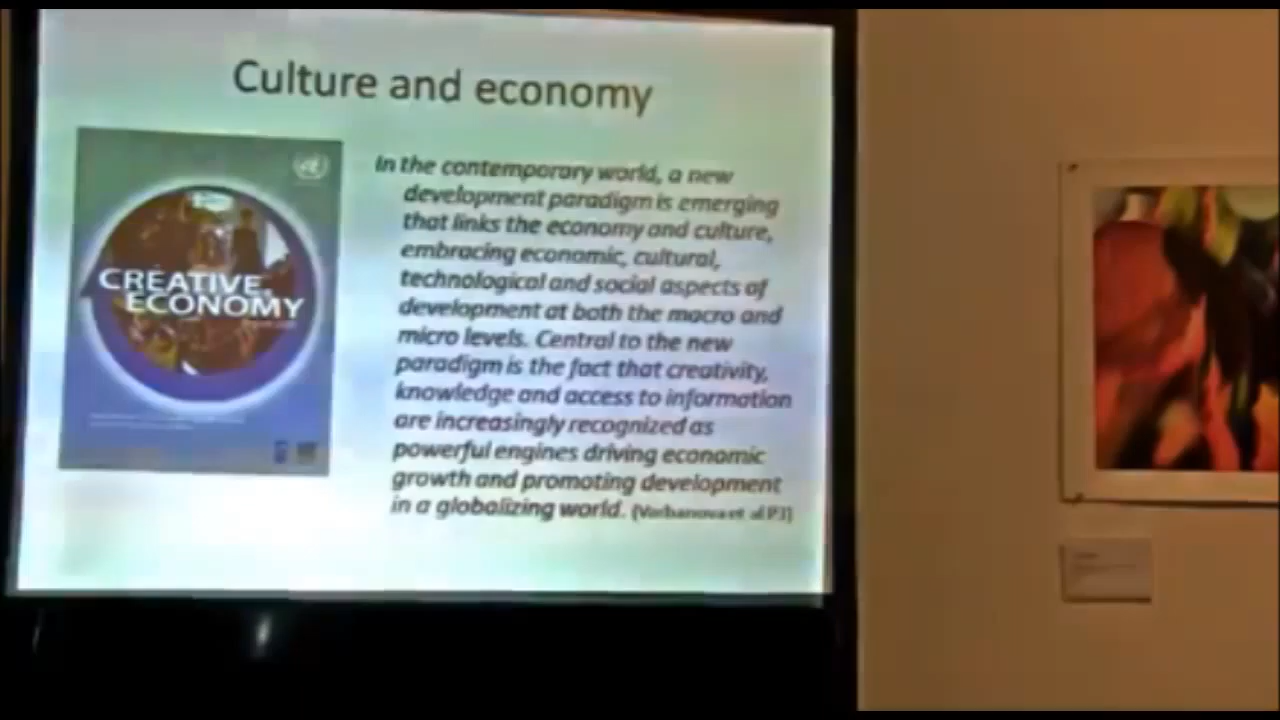 Culture and economy
CREATIVE
ECONOMY
In the contemporary world, a new
development paradigm is emerging
that links the economy and culture,
embracing economic, cultural,
technological and social aspects of
development at both the macro and
micro levels. Central to the new
paradigm is the fact that creativity,
knowledge and access to information
are increasingly recognized as
powerful engines driving economic
growth and promoting development
in a globalizing world.